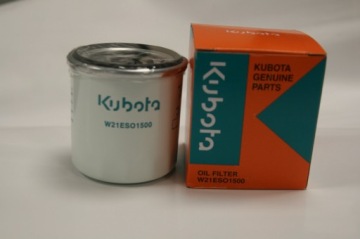 Kubota
W21ESO1500
Kubota
KUBOTA
GENUINE
PARTS
OIL FILTER
W21ESO1500